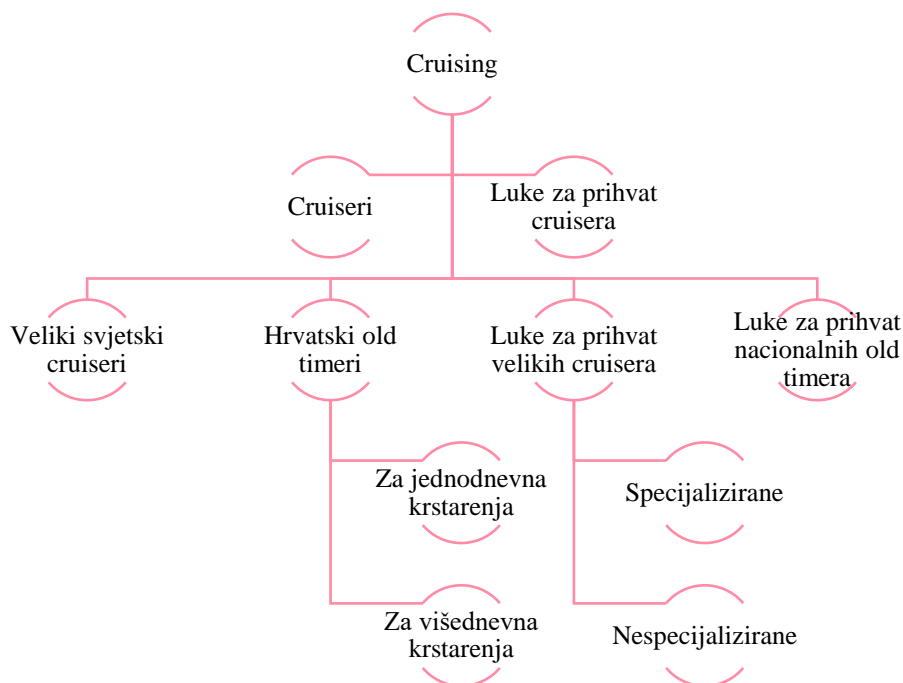 Cruising
Cruiseri
Luke za prihvat
cruisera
Veliki svjetski
cruiseri
Hrvatski old
timeri
Luke za prihvat
velikih cruisera
Luke za prihvat
nacionalnih old
timera
Za jednodnevna
krstarenja
Specijalizirane
Za višednevna
krstarenja
Nespecijalizirane